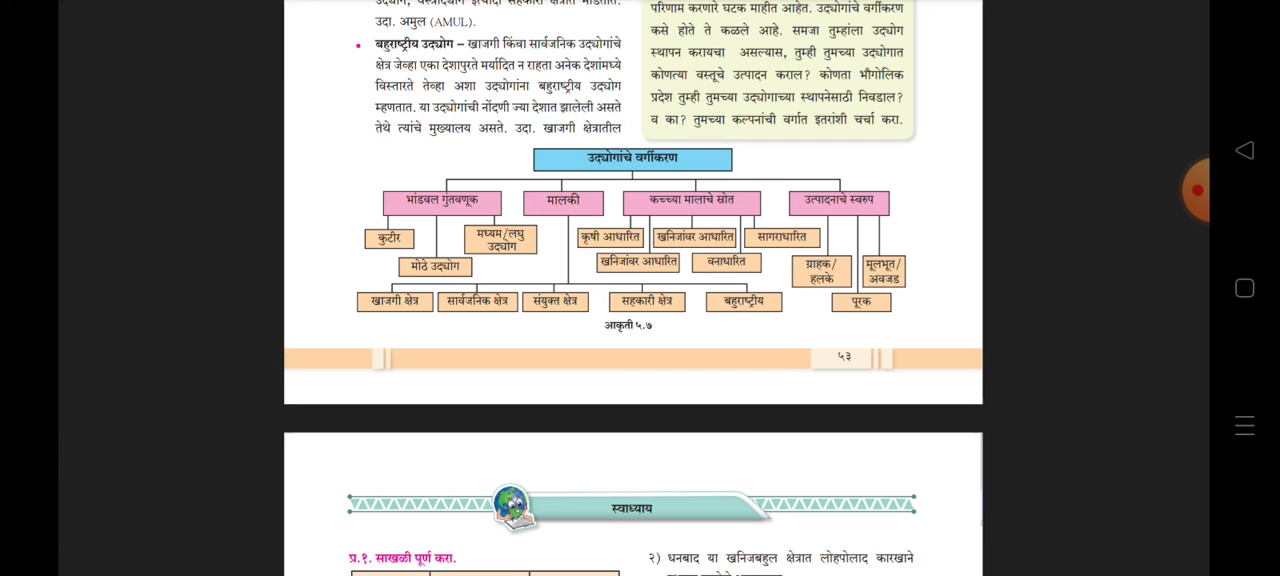 उद्योग, वस्त्रोद्योग इत्यादी सहकारी क्षेत्रात मोडतात.
उदा. अमुल (AMUL).
• बहुराष्ट्रीय उद्योग – खाजगी किंवा सार्वजनिक उद्योगांचे
क्षेत्र जेव्हा एका देशापुरते मर्यादित न राहता अनेक देशांमध्ये
विस्तारते तेव्हा अशा उद्योगांना बहुराष्ट्रीय उद्योग
म्हणतात. या उद्योगांची नोंदणी ज्या देशात झालेली असते
तेथे त्यांचे मुख्यालय असते. उदा. खाजगी क्षेत्रातील
परिणाम करणारे घटक माहीत आहेत. उद्योगांचे वर्गीकरण
कसे होते ते कळले आहे. समजा तुम्हांला उद्योग
स्थापन करायचा असल्यास, तुम्ही तुमच्या उद्योगात
कोणत्या वस्तूचे उत्पादन कराल? कोणता भौगोलिक
प्रदेश तुम्ही तुमच्या उद्योगाच्या स्थापनेसाठी निवडाल?
व का? तुमच्या कल्पनांची वर्गात इतरांशी चर्चा करा.
उद्योगांचे वर्गीकरण
भांडवल गुंतवणूक
मालकी
कच्च्या मालाचे स्रोत
उत्पादनाचे स्वरुप
कुटीर
मध्यम/लघु
उद्योग
मोठे उद्योग
कृषी आधारित
खनिजांवर आधारित
सागराधारित
खनिजांवर आधारित
वनाधारित
ग्राहक/
हलके
मूलभूत/
अवजड
पूरक
खाजगी क्षेत्र
सार्वजनिक क्षेत्र
संयुक्त क्षेत्र
सहकारी क्षेत्र
बहुराष्ट्रीय
आकृती ५.७
५३
स्वाध्याय
प्र.१. साखळी पूर्ण करा.
२) धनबाद या खनिजबहुल क्षेत्रात लोहपोलाद कारखाने